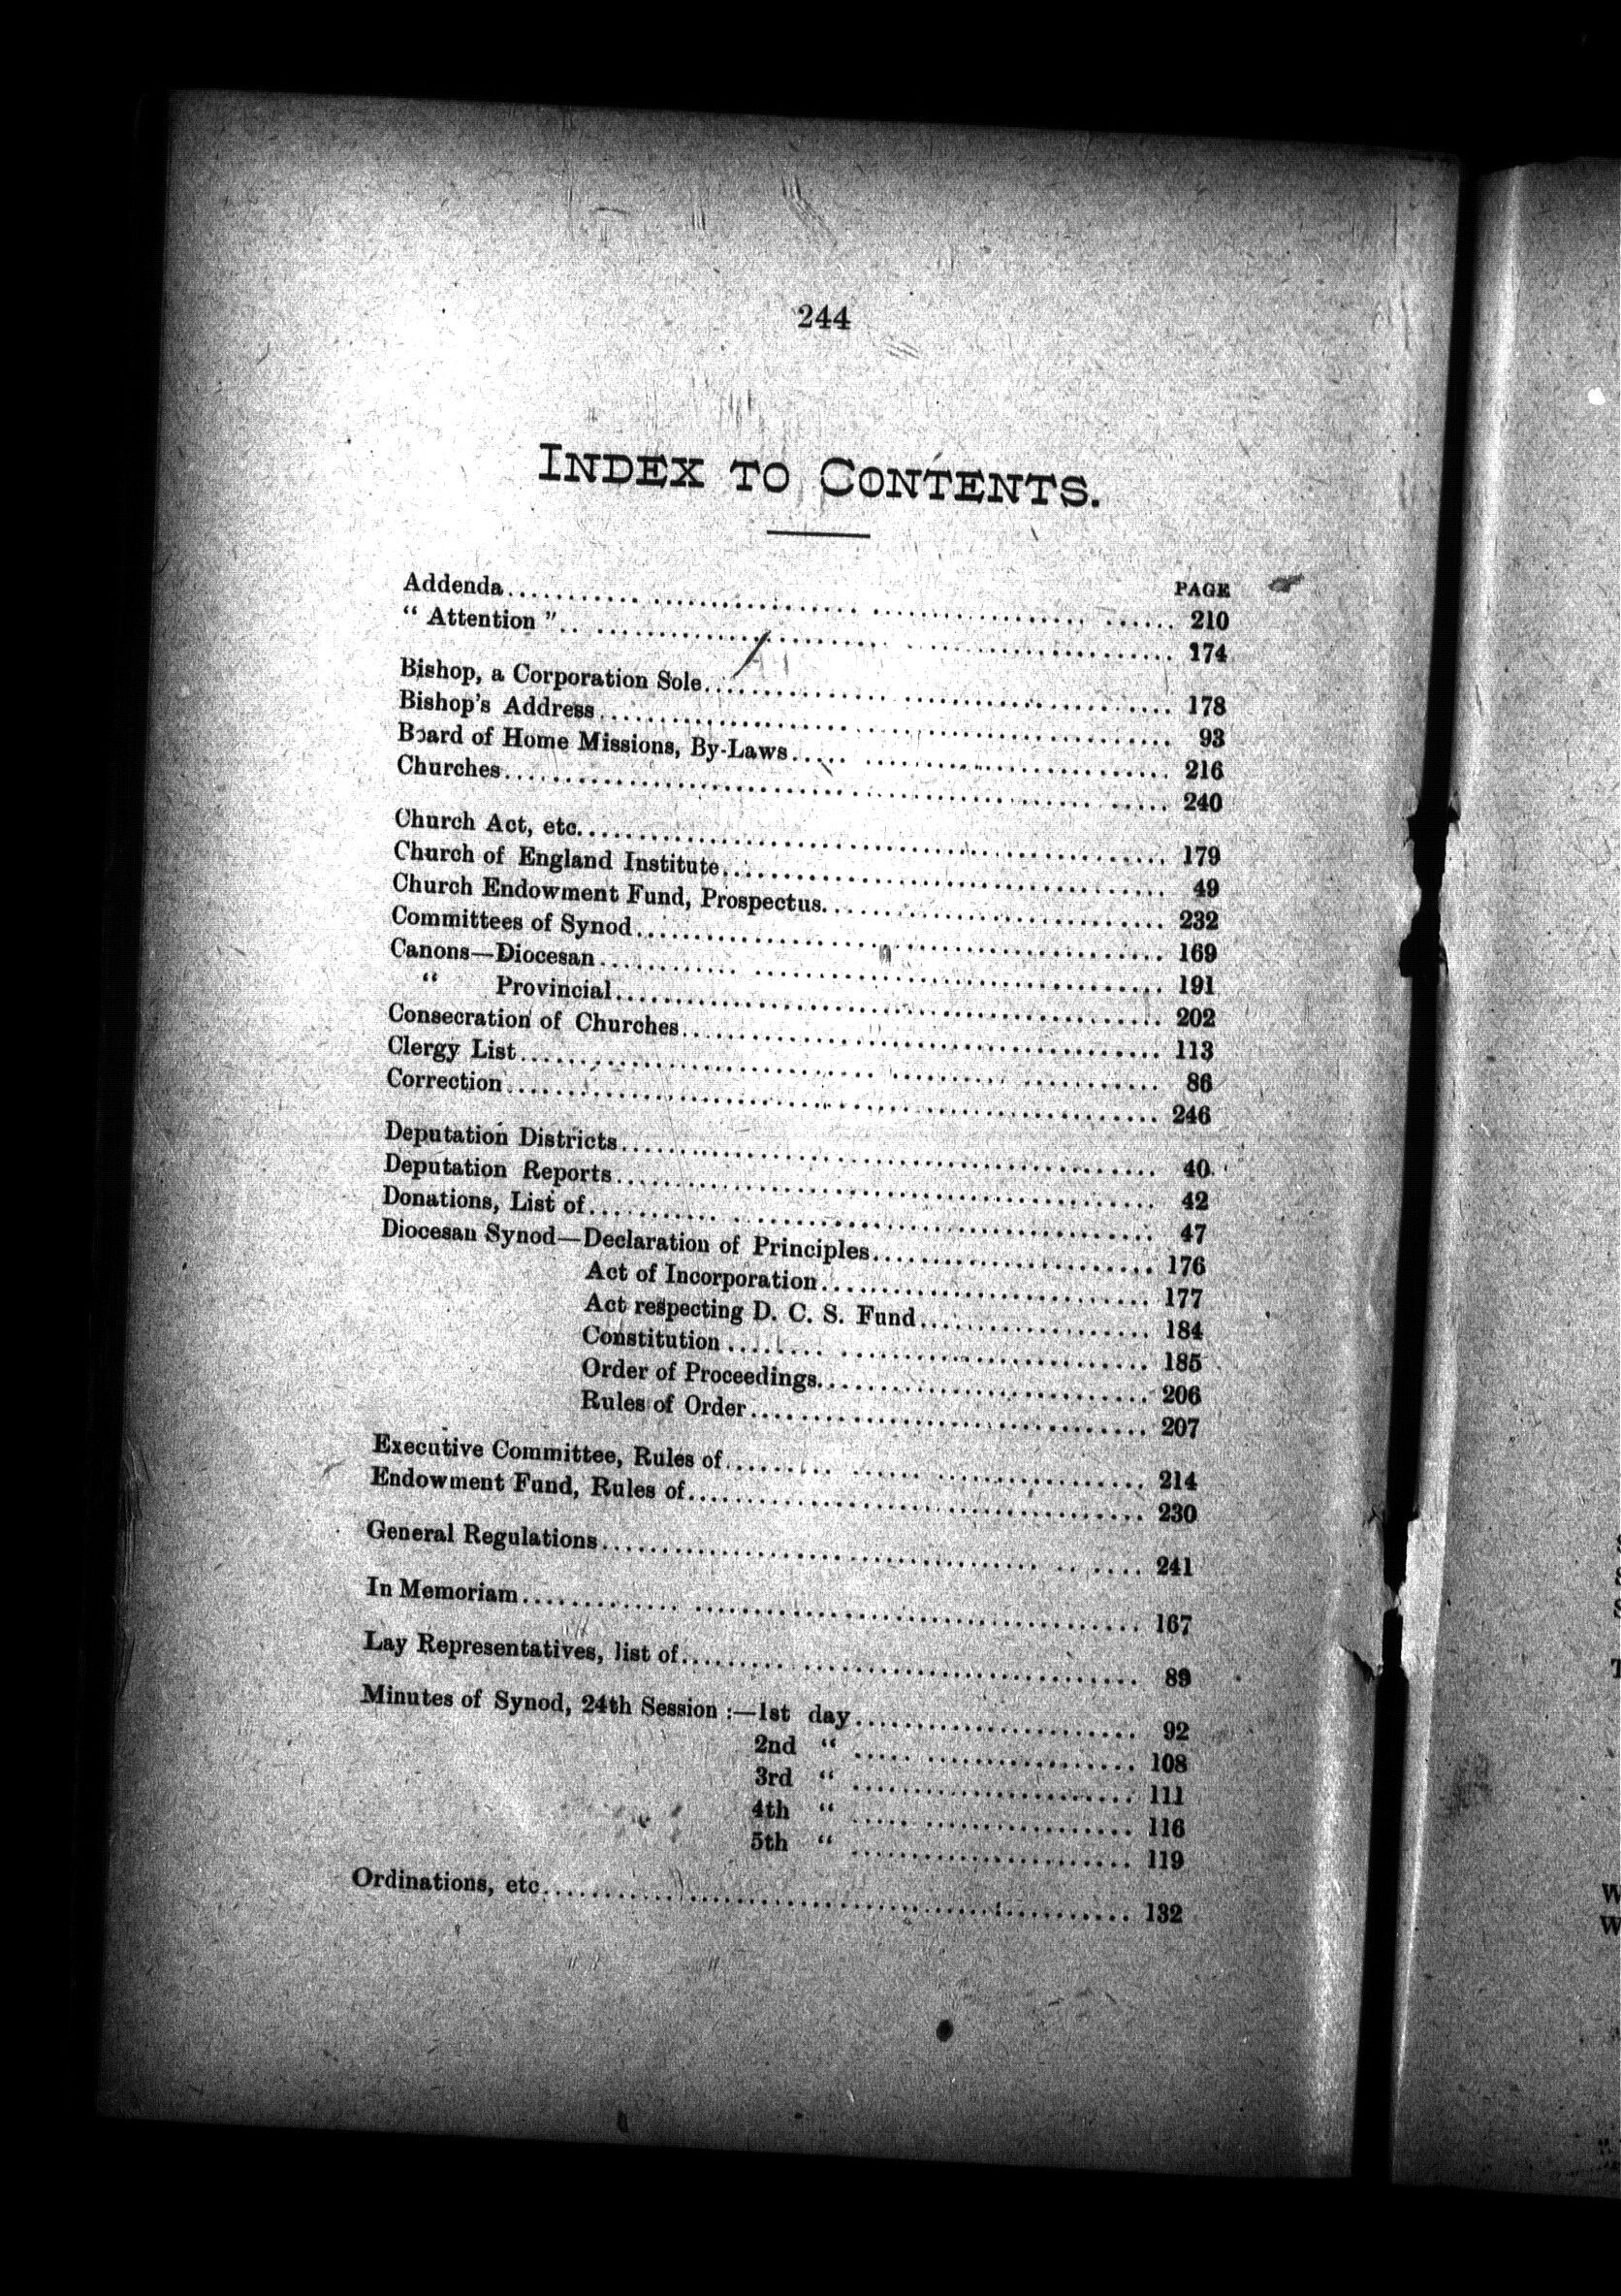 244
INDEX TO CONTENTS.
PAGE
Addenda........ 210
“ Attention ”........ 174
Bishop, a Corporation Sole........ 178
Bishop's Address........ 93
Board of Home Missions, By-Laws........ 216
Churches........ 240
Church Act, etc........ 179
Church of England Institute........ 49
Church Endowment Fund, Prospectus........ 232
Committees of Synod........ 169
Canons—Diocesan........ 191
“ Provincial........ 202
Consecration of Churches........ 113
Clergy List........ 86
Correction........ 246
Deputation Districts........ 40
Deputation Reports........ 42
Donations, List of........ 47
Diocesan Synod—Declaration of Principles........ 176
Act of Incorporation........ 177
Act respecting D. C. S. Fund........ 184
Constitution........ 185
Order of Proceedings........ 206
Rules of Order........ 207
Executive Committee, Rules of........ 214
Endowment Fund, Rules of........ 230
General Regulations........ 241
In Memoriam........ 167
Lay Representatives, list of........ 89
Minutes of Synod, 24th Session :—1st day........ 92
2nd “ ........ 108
3rd “ ........ 111
4th “ ........ 116
5th “ ........ 119
Ordinations, etc........ 132